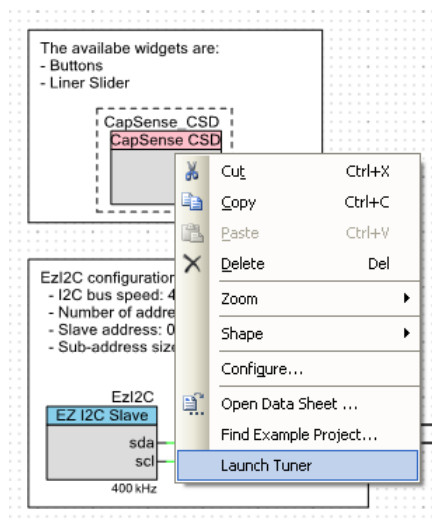 The availabe widgets are:
- Buttons
- Liner Slider
CapSense_CSD
CapSense CSD
Cut Ctrl+X
Copy Ctrl+C
Paste Ctrl+V
Delete Del
Zoom
Shape
Configure...
Open Data Sheet ...
Find Example Project...
Launch Tuner
EzI2C configuration
- I2C bus speed: 4
- Number of addre
- Slave address: 0
- Sub-address size
EzI2C
EZ I2C Slave
sda
scl
400 kHz